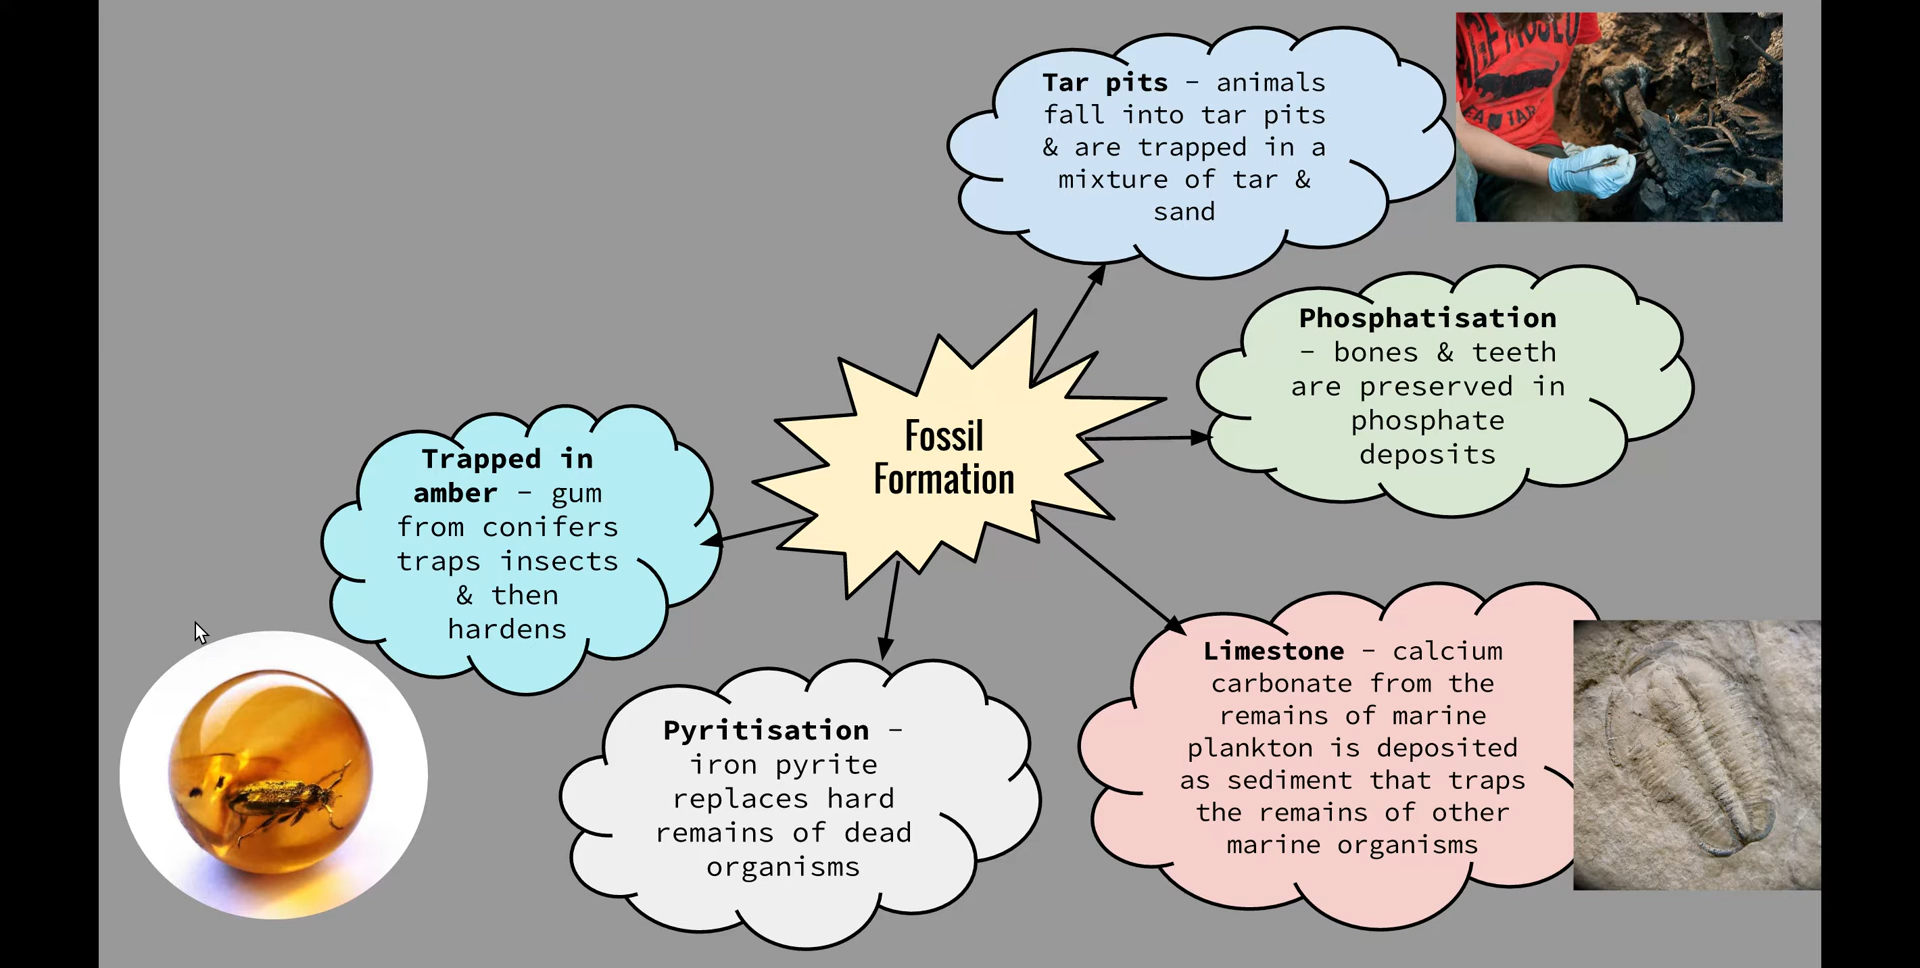 Tar pits - animals
fall into tar pits
& are trapped in a
mixture of tar &
sand
Phosphatisation
- bones & teeth
are preserved in
phosphate
deposits
Fossil
Formation
Trapped in
amber - gum
from conifers
traps insects
& then
hardens
Pyritisation -
iron pyrite
replaces hard
remains of dead
organisms
Limestone - calcium
carbonate from the
remains of marine
plankton is deposited
as sediment that traps
the remains of other
marine organisms